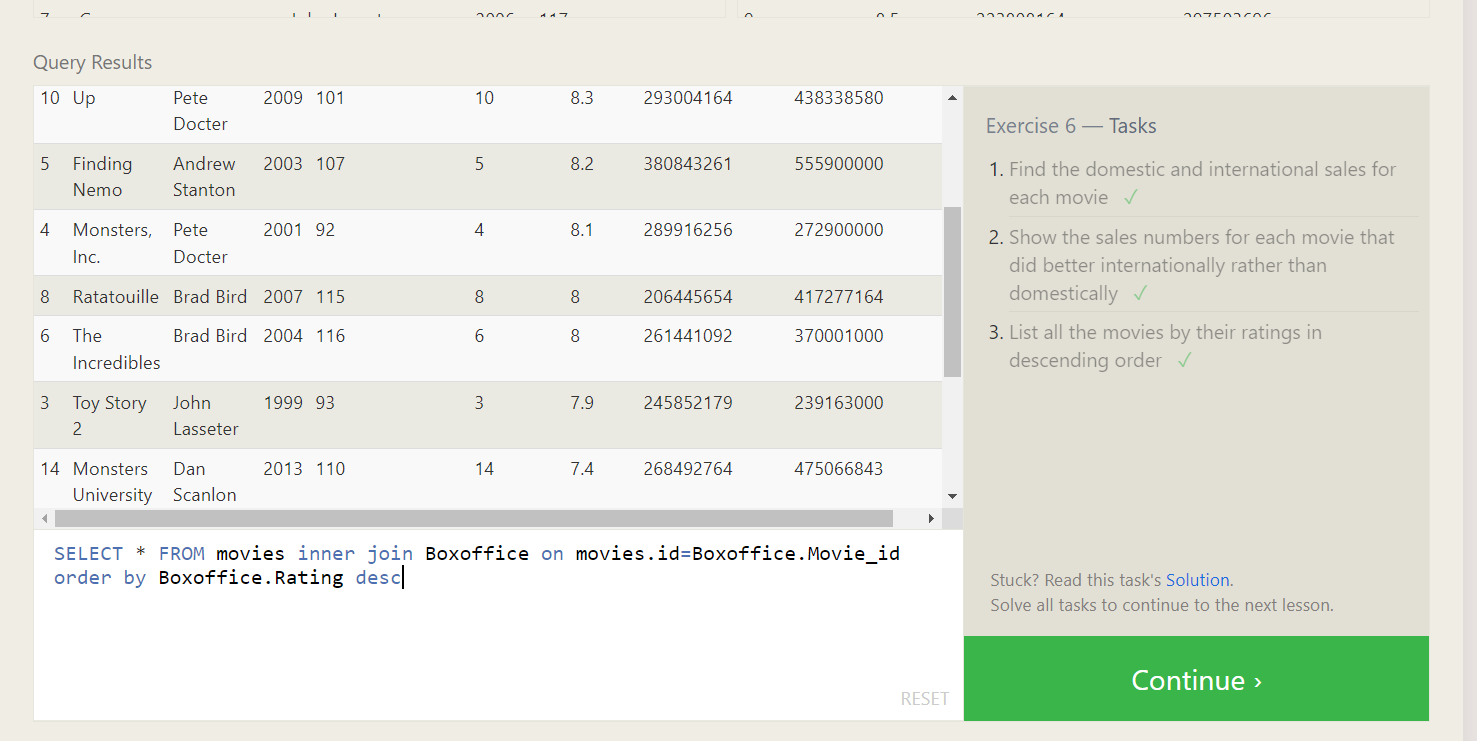 Query Results
10 Up Pete 2009 101 10 8.3 293004164 438338580
Docter
5 Finding Andrew 2003 107 5 8.2 380843261 555900000
Nemo Stanton
4 Monsters, Pete 2001 92 4 8.1 289916256 272900000
Inc. Docter
8 Ratatouille Brad Bird 2007 115 8 8 206445654 417277164
6 The Brad Bird 2004 116 6 8 261441092 370001000
Incredibles
3 Toy Story John 1999 93 3 7.9 245852179 239163000
2 Lasseter
14 Monsters Dan 2013 110 14 7.4 268492764 475066843
University Scanlon
SELECT * FROM movies inner join Boxoffice on movies.id=Boxoffice.Movie_id
order by Boxoffice.Rating desc
RESET
Exercise 6 — Tasks
1. Find the domestic and international sales for
each movie ✓
2. Show the sales numbers for each movie that
did better internationally rather than
domestically ✓
3. List all the movies by their ratings in
descending order ✓
Stuck? Read this task's Solution.
Solve all tasks to continue to the next lesson.
Continue ›